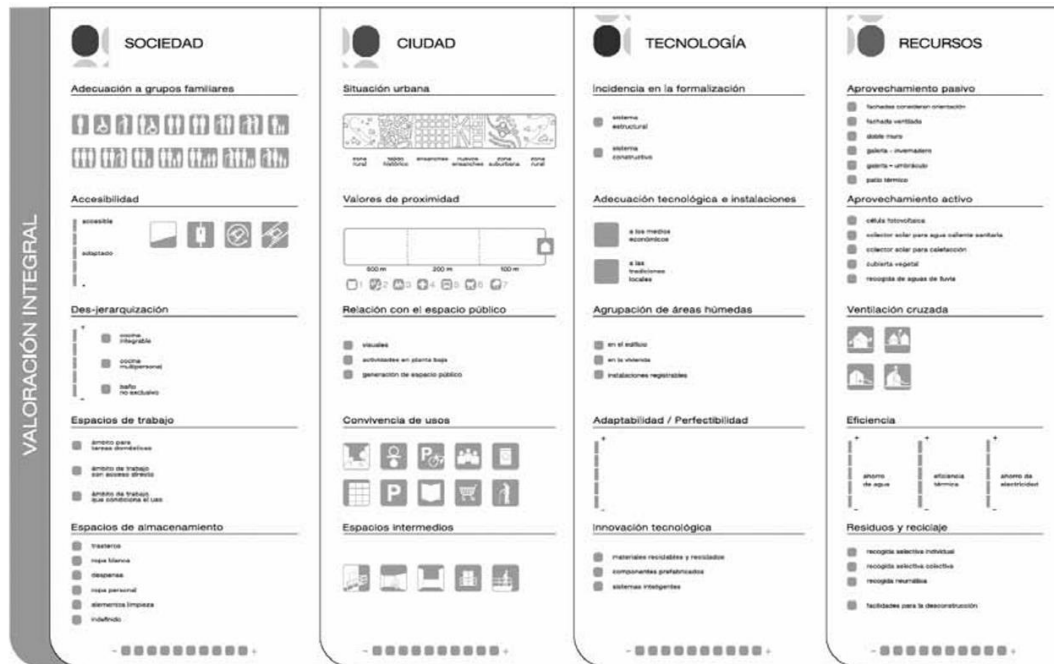 VALORACIÓN INTEGRAL
SOCIEDAD
Adecuación a grupos familiares
Accesibilidad
accesible
adaptado
-
Des-jerarquización
+
cocina
integrable
cocina
multipersonal
baño
no exclusivo
-
Espacios de trabajo
ámbito para
tareas domésticas
ámbito de trabajo
con acceso directo
ámbito de trabajo
que condiciona el uso
Espacios de almacenamiento
trasteros
ropa blanca
despensa
ropa personal
elementos limpieza
indefinido
- +
CIUDAD
Situación urbana
zona
rural
tejido
histórico
ensanches
nuevos
ensanches
zona
suburbana
zona
rural
Valores de proximidad
500 m 200 m 100 m
1 2 3 4 5 6 7
Relación con el espacio público
visuales
actividades en planta baja
generación de espacio público
Convivencia de usos
P
P
Espacios intermedios
- +
TECNOLOGÍA
Incidencia en la formalización
sistema
estructural
sistema
constructivo
Adecuación tecnológica e instalaciones
a los medios
económicos
a las
tradiciones
locales
Agrupación de áreas húmedas
en el edificio
en la vivienda
instalaciones registrables
Adaptabilidad / Perfectibilidad
+
-
Innovación tecnológica
materiales reciclables y reciclados
componentes prefabricados
sistemas inteligentes
- +
RECURSOS
Aprovechamiento pasivo
fachadas consideran orientación
fachada ventilada
doble muro
galería - invernadero
galería - umbráculo
patio térmico
Aprovechamiento activo
célula fotovoltaica
colector solar para agua caliente sanitaria
colector solar para calefacción
cubierta vegetal
recogida de aguas de lluvia
Ventilación cruzada
Eficiencia
+ + +
ahorro
de agua
eficiencia
térmica
ahorro de
electricidad
- - -
Residuos y reciclaje
recogida selectiva individual
recogida selectiva colectiva
recogida neumática
facilidades para la desconstrucción
- +